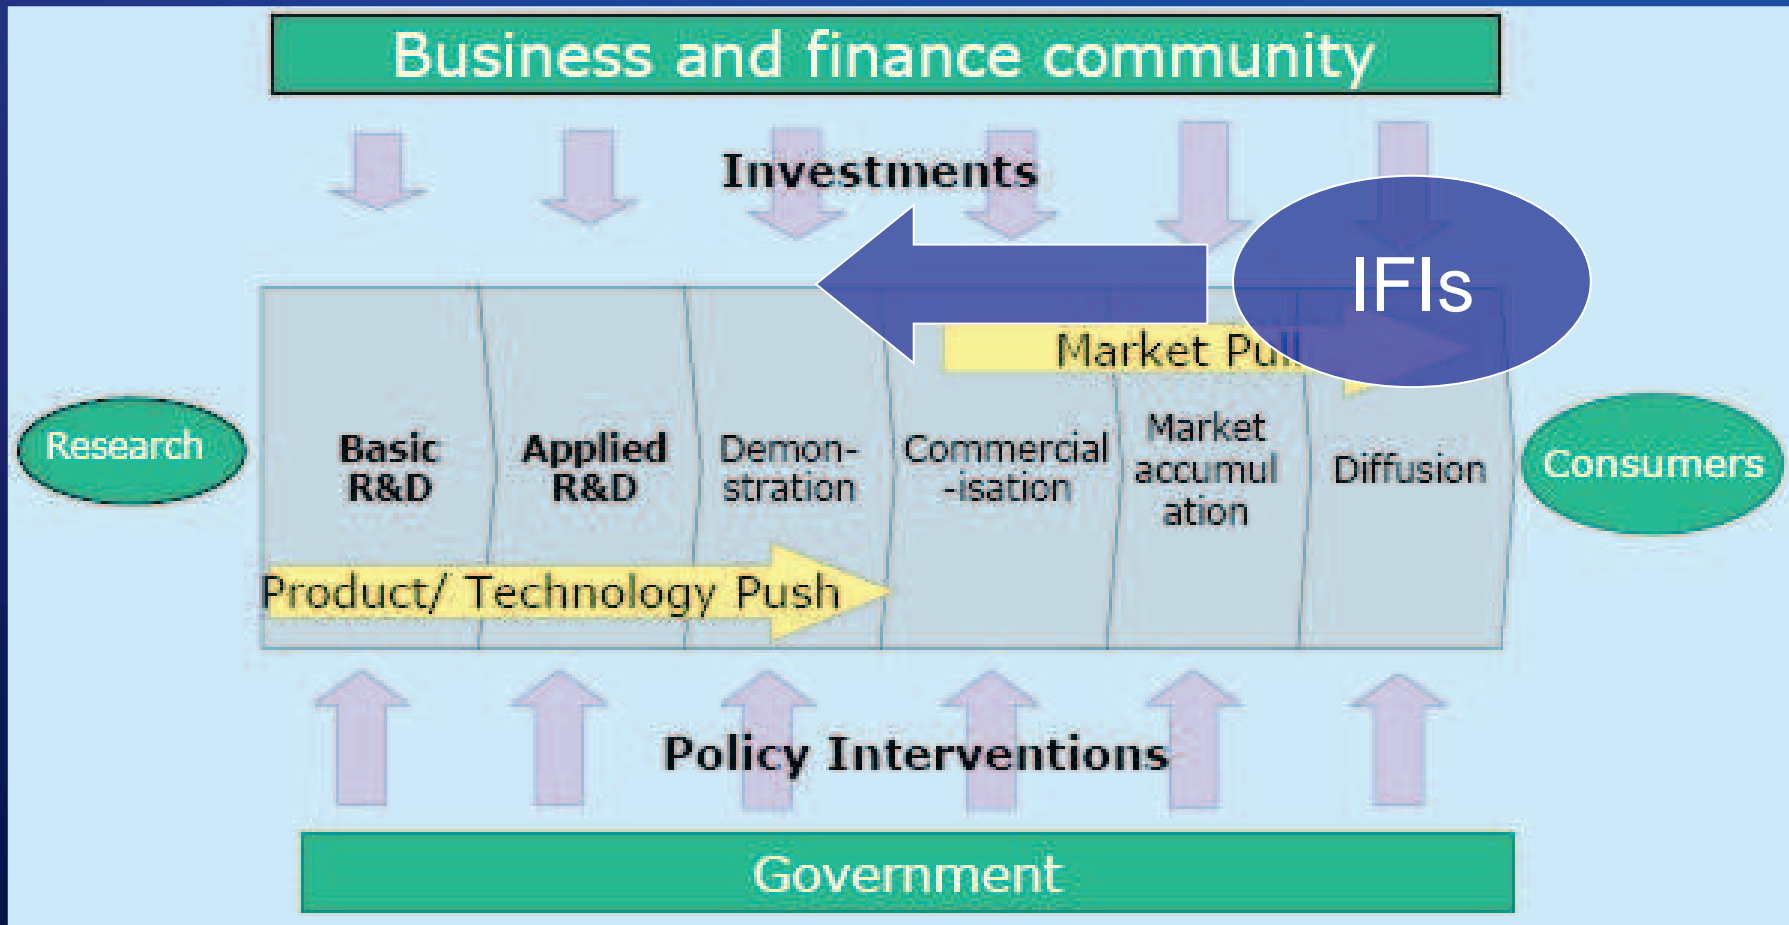 Business and finance community
Investments
IFIs
Market Pull
Research
Basic
R&D
Applied
R&D
Demon-
stration
Commercial
-isation
Market
accumul
ation
Diffusion
Consumers
Product/ Technology Push
Policy Interventions
Government